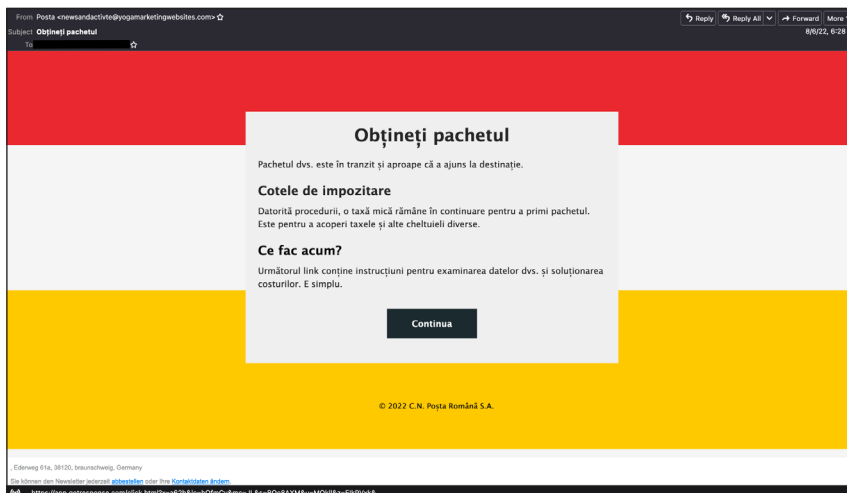 From Posta <newsandactivte@yogamarketingwebsites.com>
Reply Reply All Forward More
Subject Obțineți pachetul
8/6/22, 6:28
To
Obțineți pachetul
Pachetul dvs. este în tranzit și aproape că a ajuns la destinație.
Cotele de impozitare
Datorită procedurii, o taxă mică rămâne în continuare pentru a primi pachetul.
Este pentru a acoperi taxele și alte cheltuieli diverse.
Ce fac acum?
Următorul link conține instrucțiuni pentru examinarea datelor dvs. și soluționarea
costurilor. E simplu.
Continua
© 2022 C.N. Poșta Română S.A.
, Ederweg 61a, 38120, braunschweig, Germany
Sie können den Newsletter jederzeit abbestellen oder Ihre Kontaktdaten ändern.